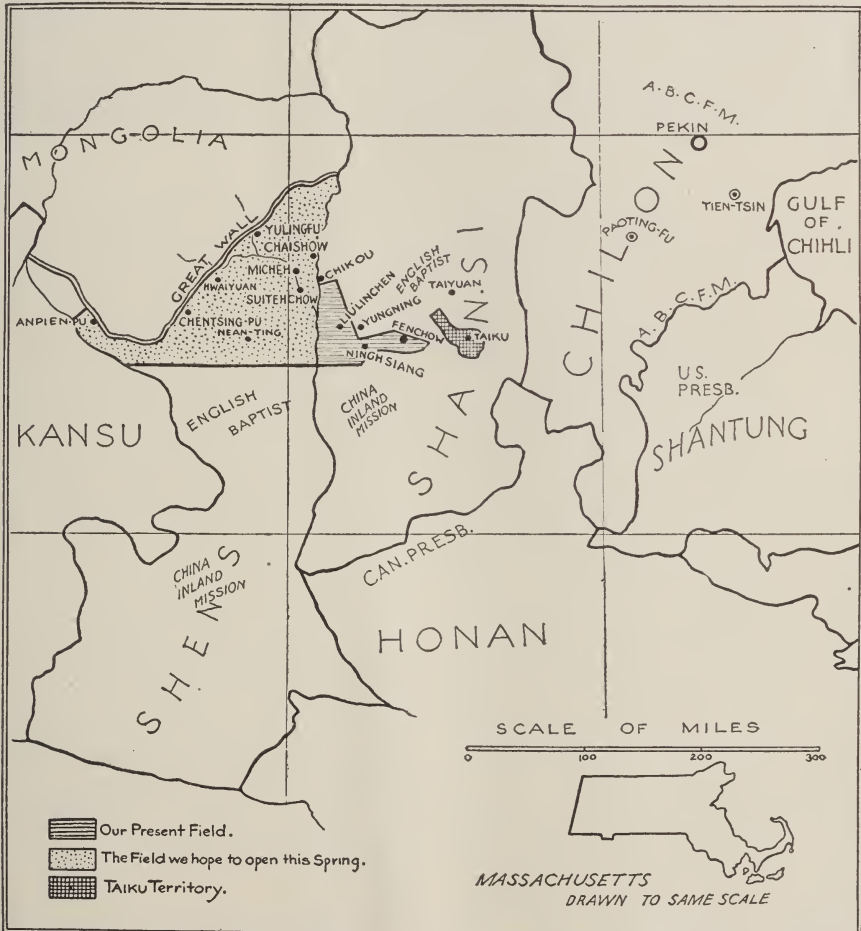 A.B.C.F.M.
PEKIN
MONGOLIA
TIEN-TSIN
GULF
OF
CHIHLI
PAOTING-FU
CHILON
GREAT WALL
YULINGFU
CHAISHOW
MICHEH
CHIKOU
HWAIYUAN
SUITEHCHOW
ENGLISH
BAPTIST
TAIYUAN
LIULINCHEN
YUNGNING
ANPIEN-PU
CHENTSING-PU
NEAN-TING
FENCHOW
TAIKU
NINGHSIANG
A.B.C.F.M.
U.S.
PRESB.
SHANTUNG
SHANSI
CHINA
INLAND
MISSION
ENGLISH
BAPTIST
KANSU
CAN. PRESB.
CHINA
INLAND
MISSION
SHENS
HONAN
SCALE OF MILES
0 100 200 300
Our Present Field.
The Field we hope to open this Spring.
TAIKU Territory.
MASSACHUSETTS
DRAWN TO SAME SCALE